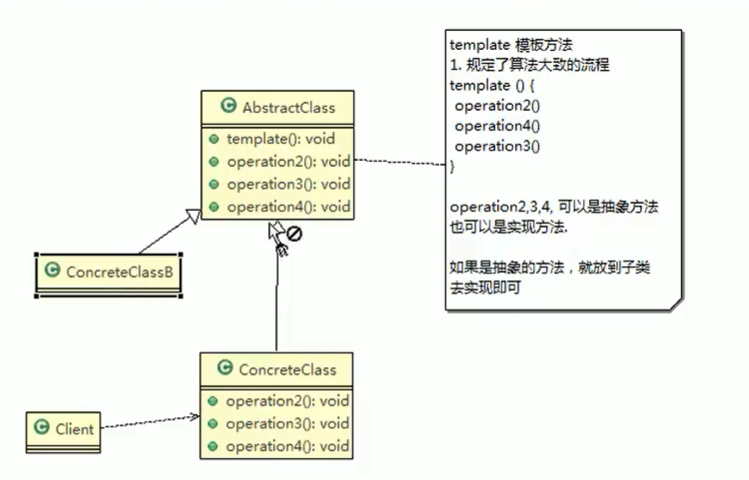 template 模板方法
1. 规定了算法大致的流程
template () {
operation2()
operation4()
operation3()
}
operation2,3,4, 可以是抽象方法
也可以是实现方法.
如果是抽象的方法，就放到子类
去实现即可
C AbstractClass
template(): void
operation2(): void
operation3(): void
operation4(): void
C ConcreteClassB
C ConcreteClass
operation2(): void
operation3(): void
operation4(): void
C Client